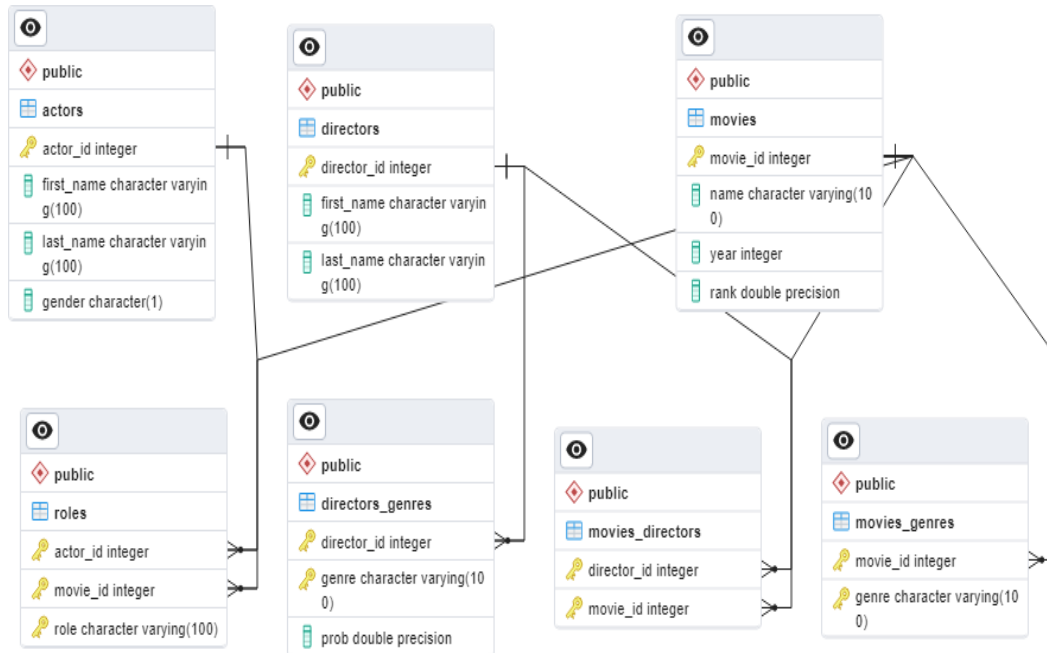 public
actors
actor_id integer
first_name character varyin
g(100)
last_name character varyin
g(100)
gender character(1)
public
directors
director_id integer
first_name character varyin
g(100)
last_name character varyin
g(100)
public
movies
movie_id integer
name character varying(10
0)
year integer
rank double precision
public
roles
actor_id integer
movie_id integer
role character varying(100)
public
directors_genres
director_id integer
genre character varying(10
0)
prob double precision
public
movies_directors
director_id integer
movie_id integer
public
movies_genres
movie_id integer
genre character varying(10
0)